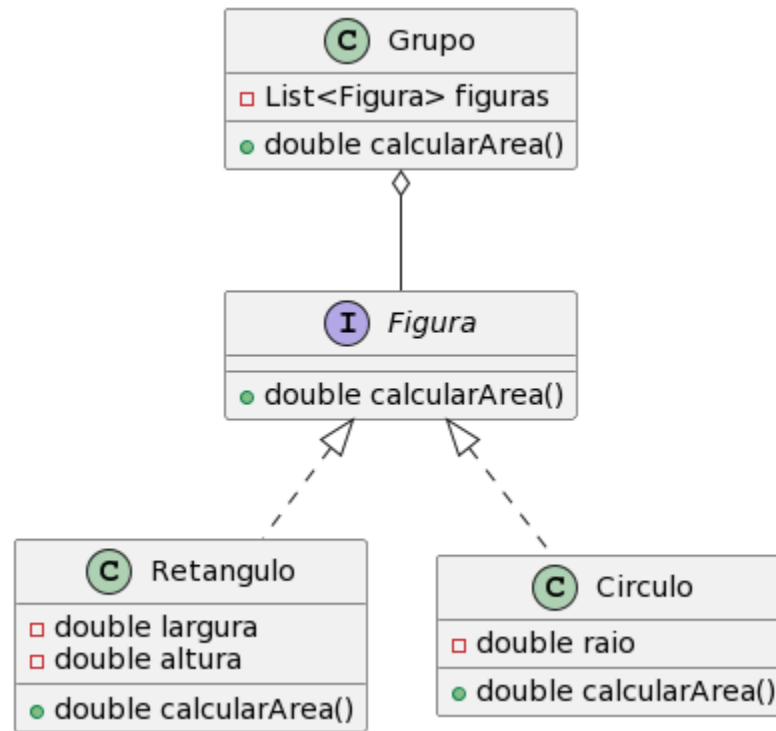 C Grupo
List<Figura> figuras
double calcularArea()
I Figura
double calcularArea()
C Retangulo
double largura
double altura
double calcularArea()
C Circulo
double raio
double calcularArea()